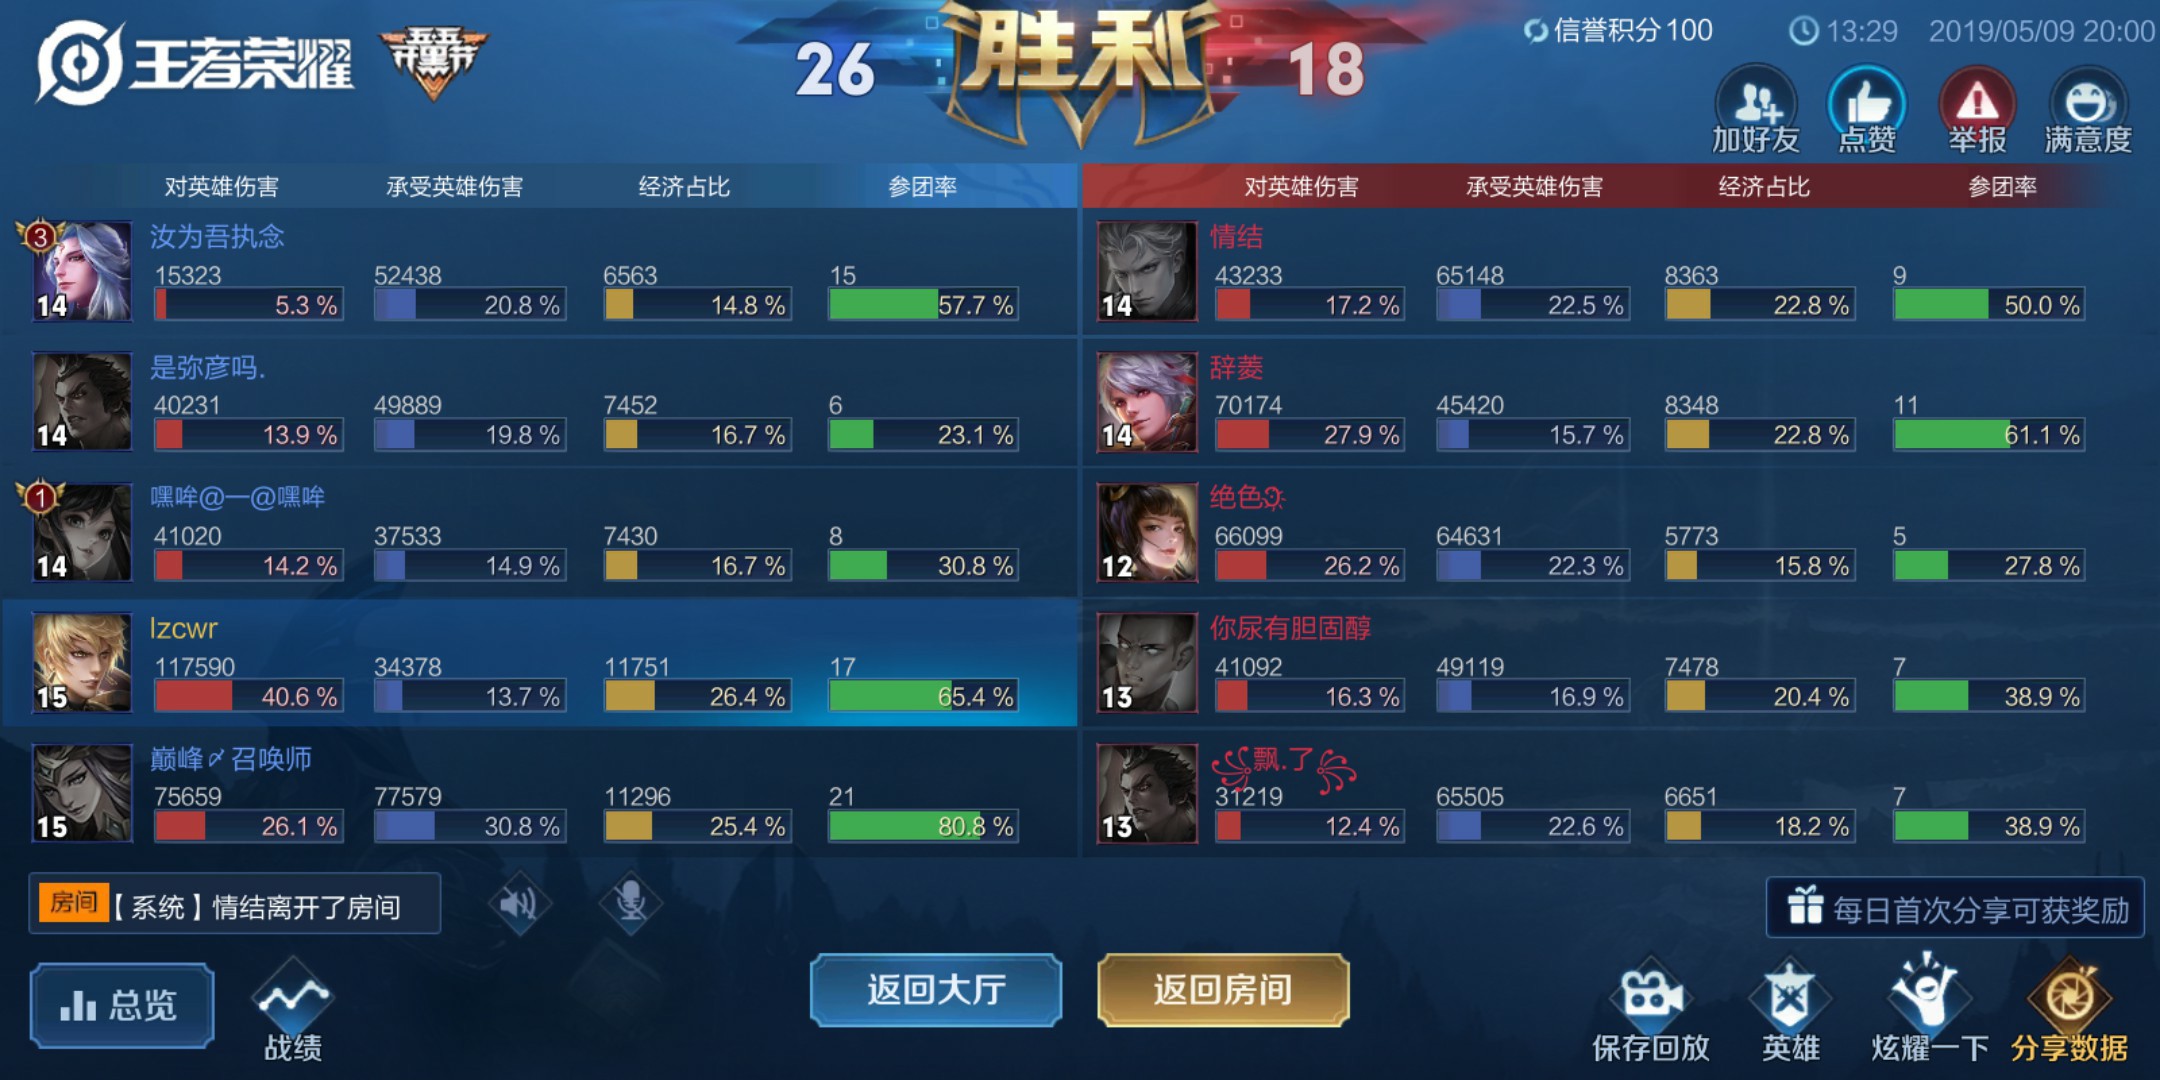 王者荣耀
五五
开黑节
26
胜利
18
信誉积分100
13:29
2019/05/09 20:00
加好友
点赞
举报
满意度
对英雄伤害 承受英雄伤害 经济占比 参团率
对英雄伤害 承受英雄伤害 经济占比 参团率
3
汝为吾执念
15323 52438 6563 15
14 5.3 % 20.8 % 14.8 % 57.7 %
是弥彦吗.
40231 49889 7452 6
14 13.9 % 19.8 % 16.7 % 23.1 %
1
嘿哞@一@嘿哞
41020 37533 7430 8
14 14.2 % 14.9 % 16.7 % 30.8 %
lzcwr
117590 34378 11751 17
15 40.6 % 13.7 % 26.4 % 65.4 %
巅峰〆召唤师
75659 77579 11296 21
15 26.1 % 30.8 % 25.4 % 80.8 %
情结
43233 65148 8363 9
14 17.2 % 22.5 % 22.8 % 50.0 %
辞菱
70174 45420 8348 11
14 27.9 % 15.7 % 22.8 % 61.1 %
绝色
66099 64631 5773 5
12 26.2 % 22.3 % 15.8 % 27.8 %
你尿有胆固醇
41092 49119 7478 7
13 16.3 % 16.9 % 20.4 % 38.9 %
飘.了
31219 65505 6651 7
13 12.4 % 22.6 % 18.2 % 38.9 %
房间 【系统】情结离开了房间
每日首次分享可获奖励
总览
战绩
返回大厅
返回房间
保存回放
英雄
炫耀一下
分享数据